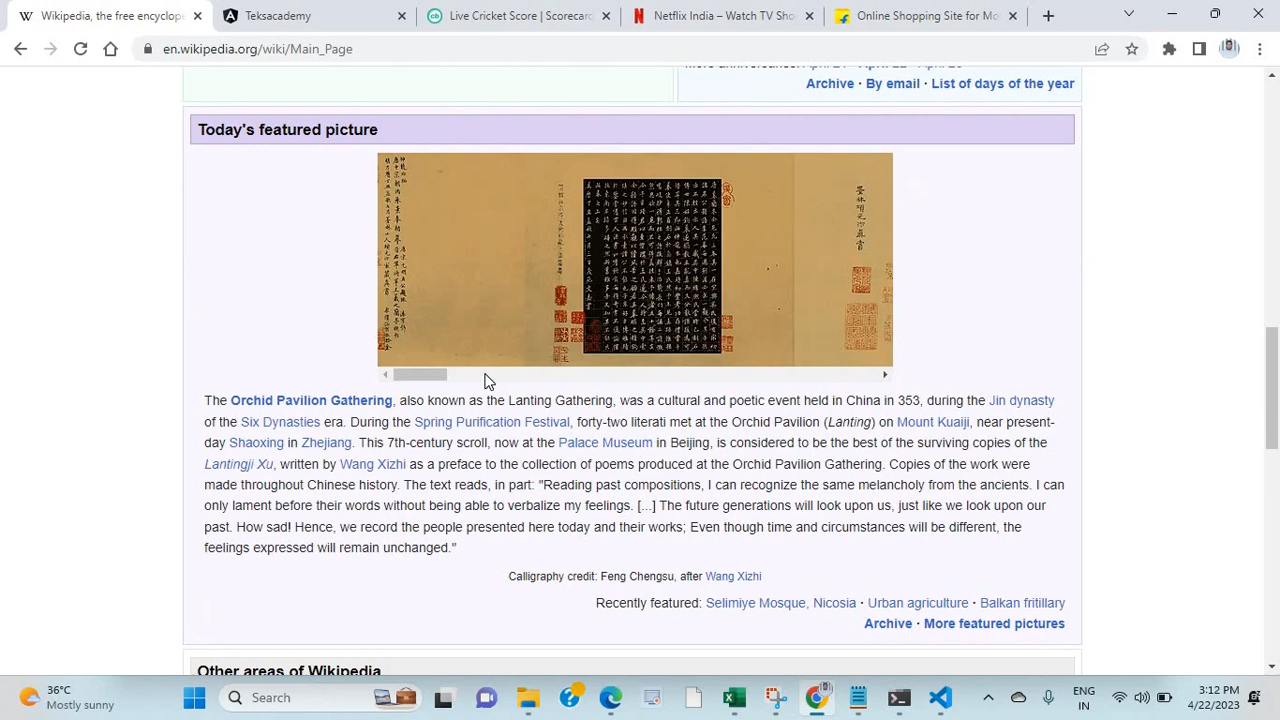 Wikipedia, the free encyclope
Teksacademy
Live Cricket Score | Scorecar
Netflix India – Watch TV Sho
Online Shopping Site for Mo
en.wikipedia.org/wiki/Main_Page
Archive · By email · List of days of the year
Today's featured picture
The Orchid Pavilion Gathering, also known as the Lanting Gathering, was a cultural and poetic event held in China in 353, during the Jin dynasty
of the Six Dynasties era. During the Spring Purification Festival, forty-two literati met at the Orchid Pavilion (Lanting) on Mount Kuaiji, near present-
day Shaoxing in Zhejiang. This 7th-century scroll, now at the Palace Museum in Beijing, is considered to be the best of the surviving copies of the
Lantingji Xu, written by Wang Xizhi as a preface to the collection of poems produced at the Orchid Pavilion Gathering. Copies of the work were
made throughout Chinese history. The text reads, in part: "Reading past compositions, I can recognize the same melancholy from the ancients. I can
only lament before their words without being able to verbalize my feelings. [...] The future generations will look upon us, just like we look upon our
past. How sad! Hence, we record the people presented here today and their works; Even though time and circumstances will be different, the
feelings expressed will remain unchanged."
Calligraphy credit: Feng Chengsu, after Wang Xizhi
Recently featured: Selimiye Mosque, Nicosia · Urban agriculture · Balkan fritillary
Archive · More featured pictures
Other areas of Wikipedia
36°C
Mostly sunny
Search
ENG
IN
3:12 PM
4/22/2023